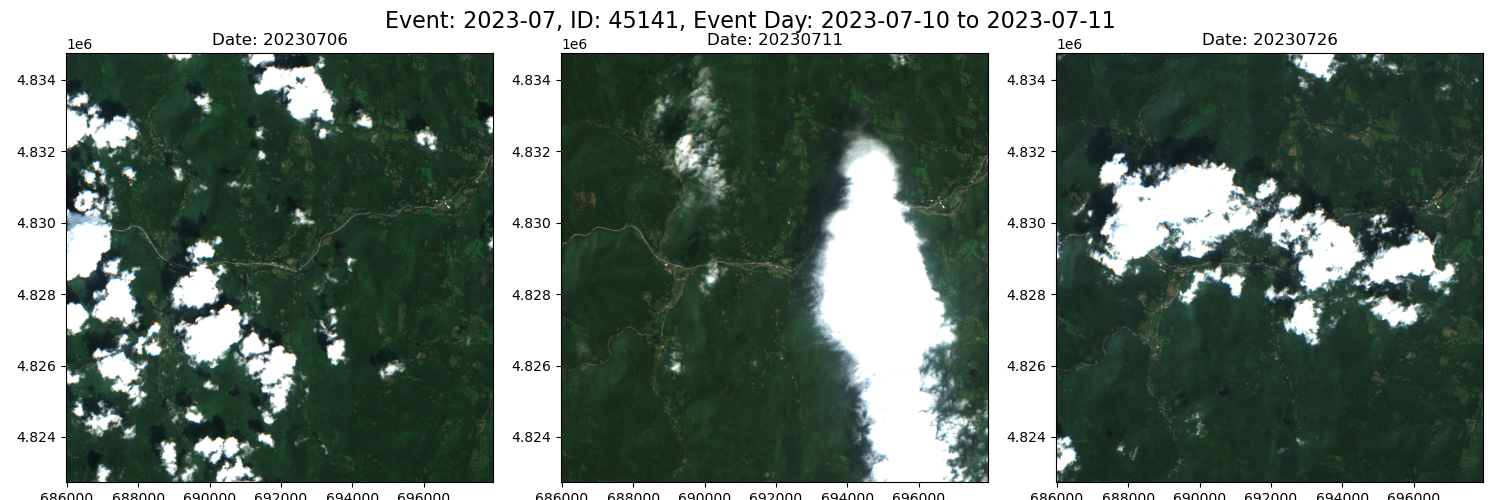 Event: 2023-07, ID: 45141, Event Day: 2023-07-10 to 2023-07-11
1e6 Date: 20230706
1e6 Date: 20230711
1e6 Date: 20230726
4.834 4.834 4.834
4.832 4.832 4.832
4.830 4.830 4.830
4.828 4.828 4.828
4.826 4.826 4.826
4.824 4.824 4.824
686000 688000 690000 692000 694000 696000 686000 688000 690000 692000 694000 696000 686000 688000 690000 692000 694000 696000